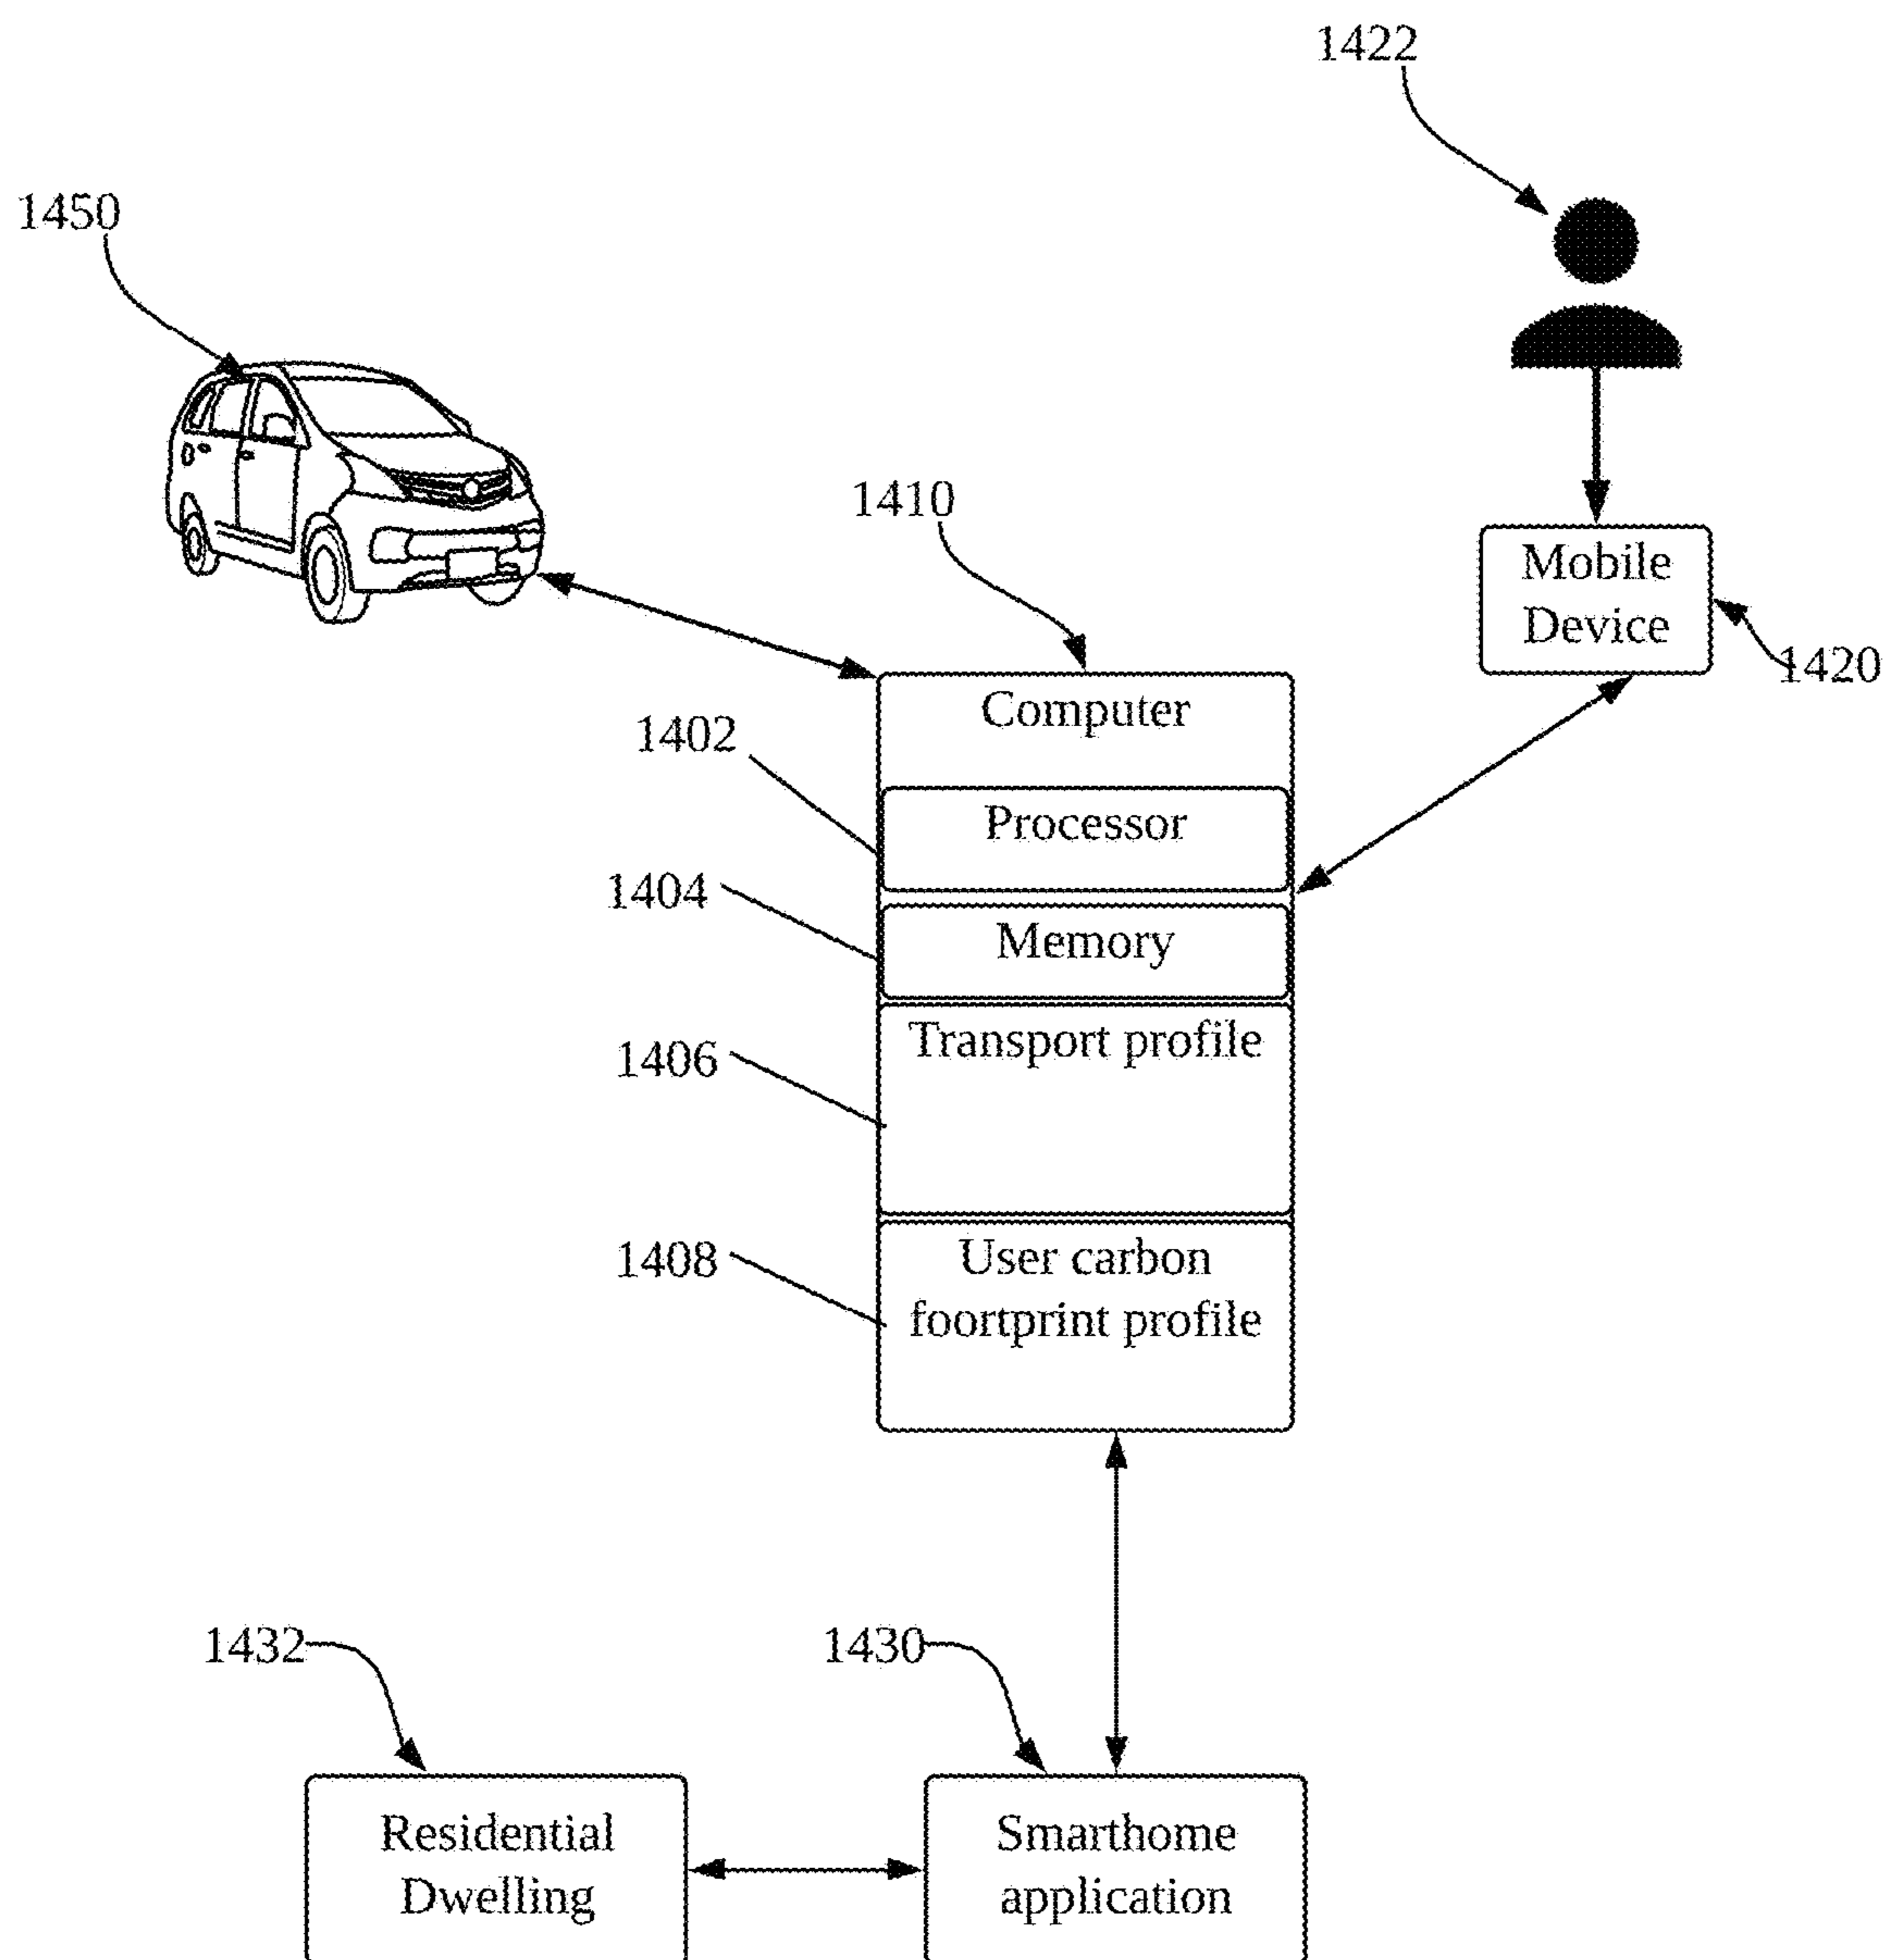 1422
1450
1410
Mobile
Device
1420
Computer
1402
Processor
1404
Memory
Transport profile
1406
User carbon
1408
foortprint profile
1432
1430
Residential
Dwelling
Smarthome
application